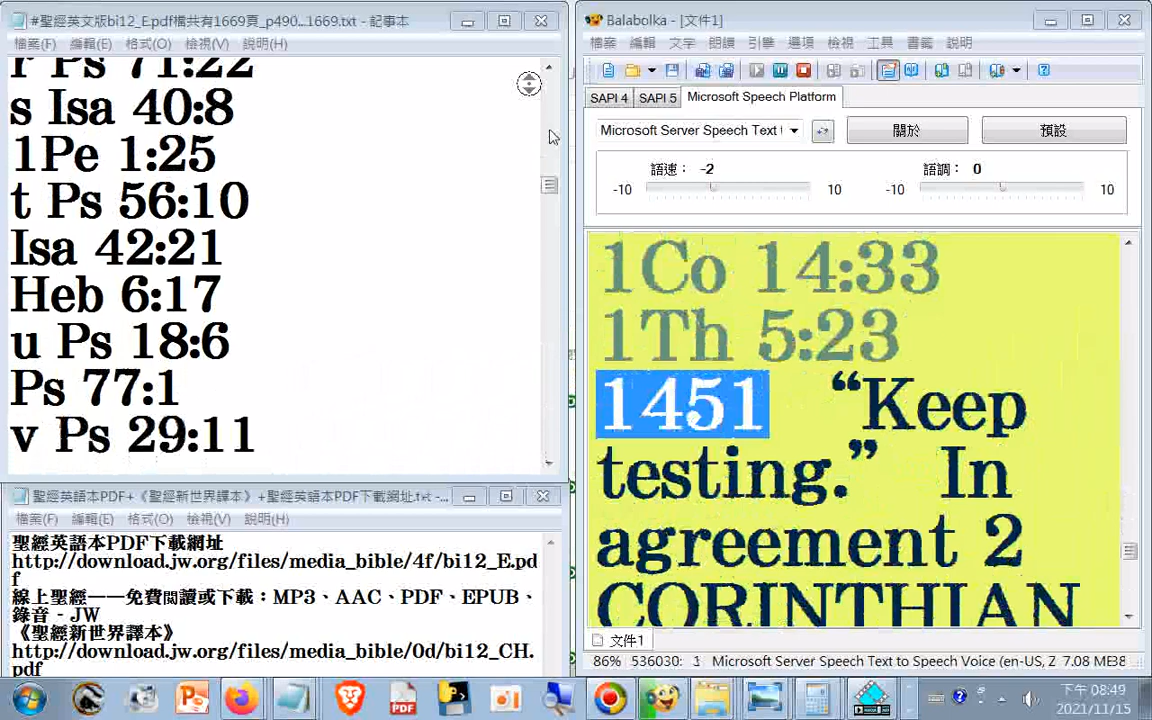 #聖經英文版bi12_E.pdf檔共有1669頁_p490...1669.txt - 記事本
檔案(F) 編輯(E) 格式(O) 檢視(V) 說明(H)
r Ps 71:22
s Isa 40:8
1Pe 1:25
t Ps 56:10
Isa 42:21
Heb 6:17
u Ps 18:6
Ps 77:1
v Ps 29:11
聖經英語本PDF+《聖經新世界譯本》+聖經英語本PDF下載網址.txt -...
檔案(F) 編輯(E) 格式(O) 檢視(V) 說明(H)
聖經英語本PDF下載網址
http://download.jw.org/files/media_bible/4f/bi12_E.pd
f
線上聖經──免費閱讀或下載：MP3、AAC、PDF、EPUB、
錄音 - JW
《聖經新世界譯本》
http://download.jw.org/files/media_bible/0d/bi12_CH.
pdf
Balabolka - [文件1]
檔案 編輯 文字 朗讀 引擎 選項 檢視 工具 書籤 說明
SAPI 4 SAPI 5 Microsoft Speech Platform
Microsoft Server Speech Text 關於 預設
語速： -2 語調： 0
-10 10 -10 10
1Co 14:33
1Th 5:23
1451 “Keep
testing.” In
agreement 2
CORINTHIAN
文件1
86% 536030: 1 Microsoft Server Speech Text to Speech Voice (en-US, Z 7.08 MB
下午 08:49
2021/11/15